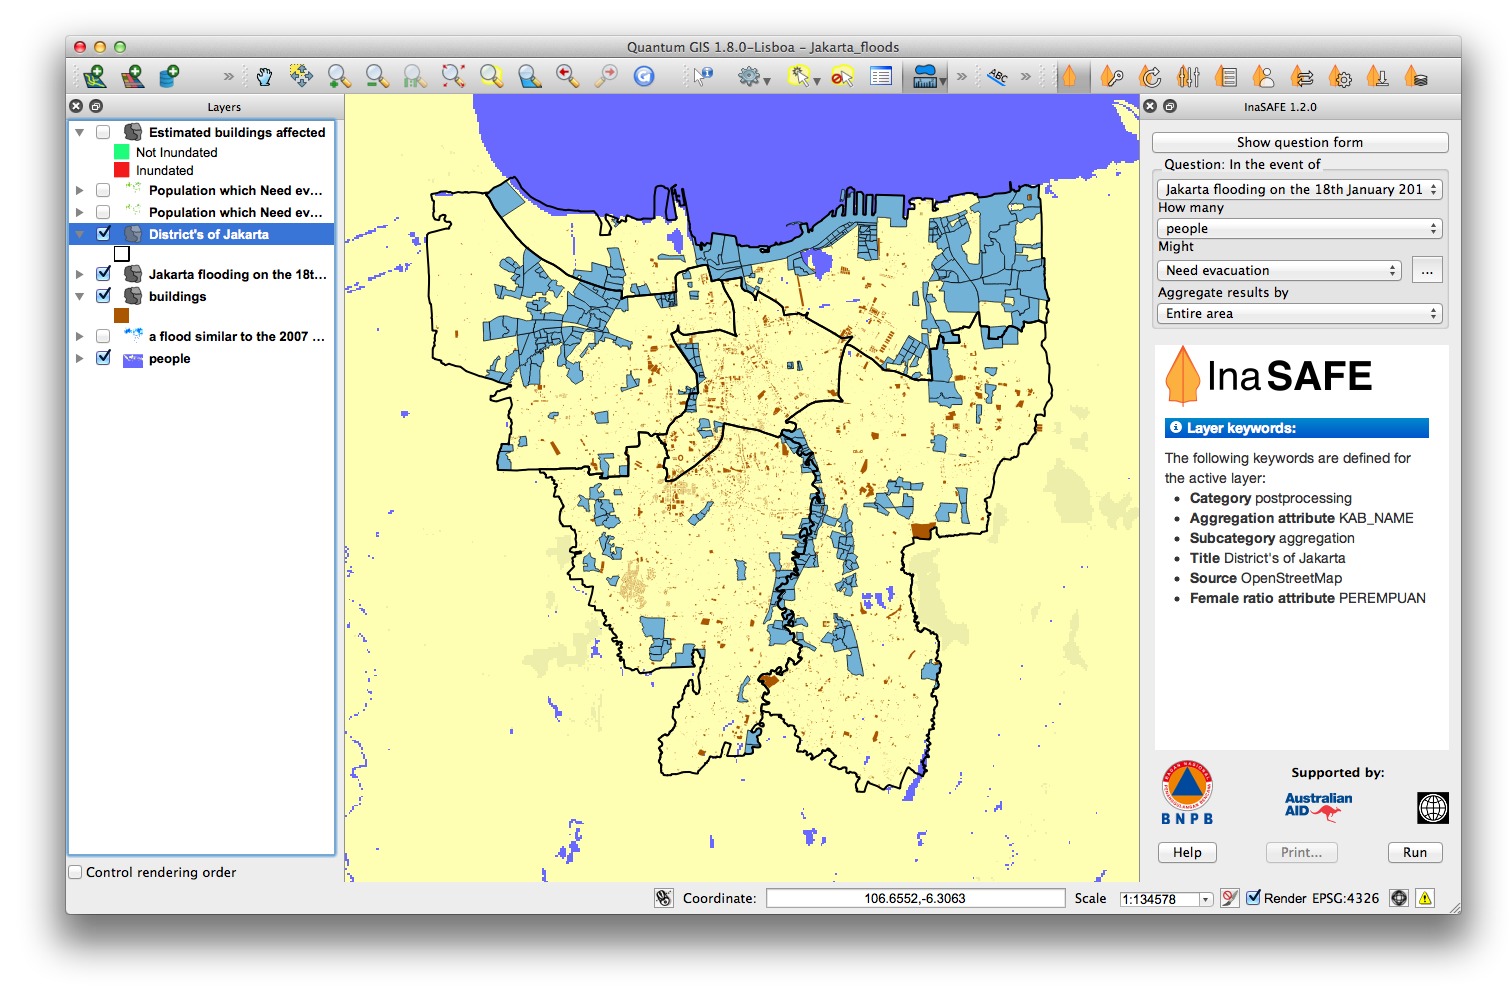 Quantum GIS 1.8.0-Lisboa - Jakarta_floods
ABC
Layers
Estimated buildings affected
Not Inundated
Inundated
Population which Need ev...
Population which Need ev...
District's of Jakarta
Jakarta flooding on the 18t...
buildings
a flood similar to the 2007 ...
people
Control rendering order
InaSAFE 1.2.0
Show question form
Question: In the event of
Jakarta flooding on the 18th January 201
How many
people
Might
Need evacuation
...
Aggregate results by
Entire area
InaSAFE
Layer keywords:
The following keywords are defined for
the active layer:
Category postprocessing
Aggregation attribute KAB_NAME
Subcategory aggregation
Title District's of Jakarta
Source OpenStreetMap
Female ratio attribute PEREMPUAN
BNPB
Supported by:
Australian
AID
Help
Print...
Run
Coordinate: 106.6552,-6.3063 Scale 1:134578 Render EPSG:4326